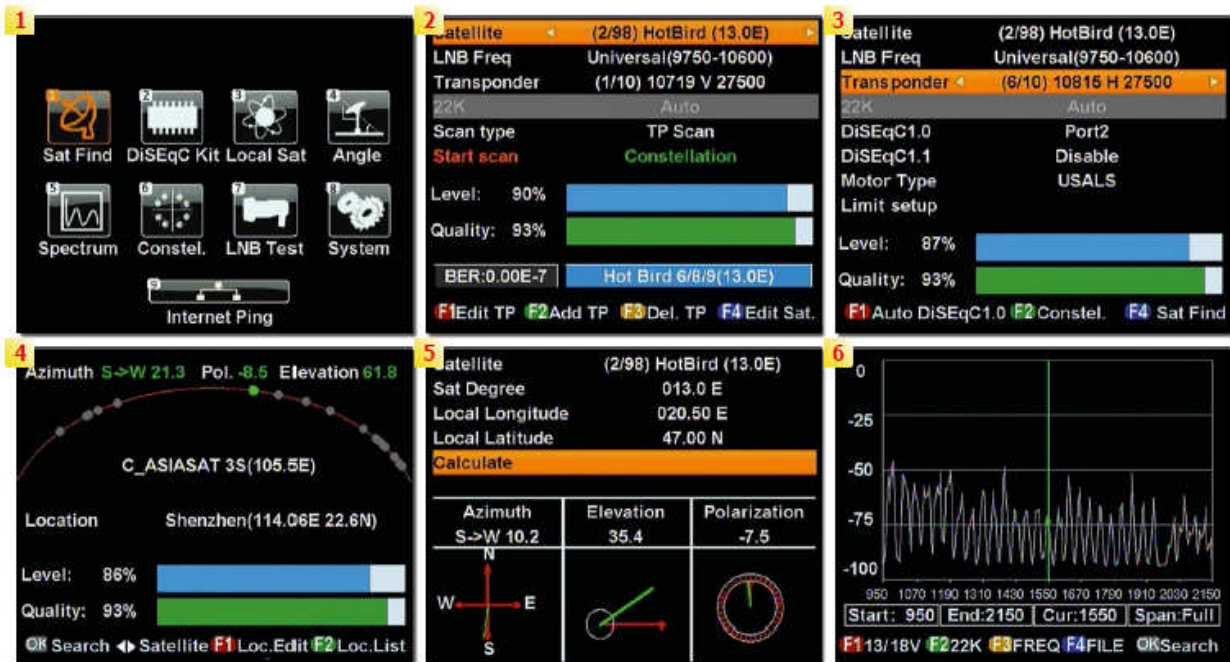 1
1
2
3
4
Sat Find DiSEqC Kit Local Sat Angle
5
6
7
8
Spectrum Constel. LNB Test System
9
Internet Ping
2
Satellite (2/98) HotBird (13.0E)
LNB Freq Universal(9750-10600)
Transponder (1/10) 10719 V 27500
22K Auto
Scan type TP Scan
Start scan Constellation
Level: 90%
Quality: 93%
BER:0.00E-7 Hot Bird 6/8/9(13.0E)
F1Edit TP F2Add TP F3Del. TP F4Edit Sat.
3
Satellite (2/98) HotBird (13.0E)
LNB Freq Universal(9750-10600)
Transponder (6/10) 10815 H 27500
22K Auto
DiSEqC1.0 Port2
DiSEqC1.1 Disable
Motor Type USALS
Limit setup
Level: 87%
Quality: 93%
F1 Auto DiSEqC1.0 F2 Constel. F4 Sat Find
4
Azimuth S->W 21.3 Pol. -8.5 Elevation 61.8
C_ASIASAT 3S(105.5E)
Location Shenzhen(114.06E 22.6N)
Level: 86%
Quality: 93%
OK Search Satellite F1 Loc.Edit F2 Loc.List
5
Satellite (2/98) HotBird (13.0E)
Sat Degree 013.0 E
Local Longitude 020.50 E
Local Latitude 47.00 N
Calculate
Azimuth Elevation Polarization
S->W 10.2 35.4 -7.5
N
W E
S
6
0
-25
-50
-75
-100
950 1070 1190 1310 1430 1550 1670 1790 1910 2030 2150
Start: 950 End:2150 Cur:1550 Span:Full
F1 13/18V F2 22K F3 FREQ F4 FILE OK Search